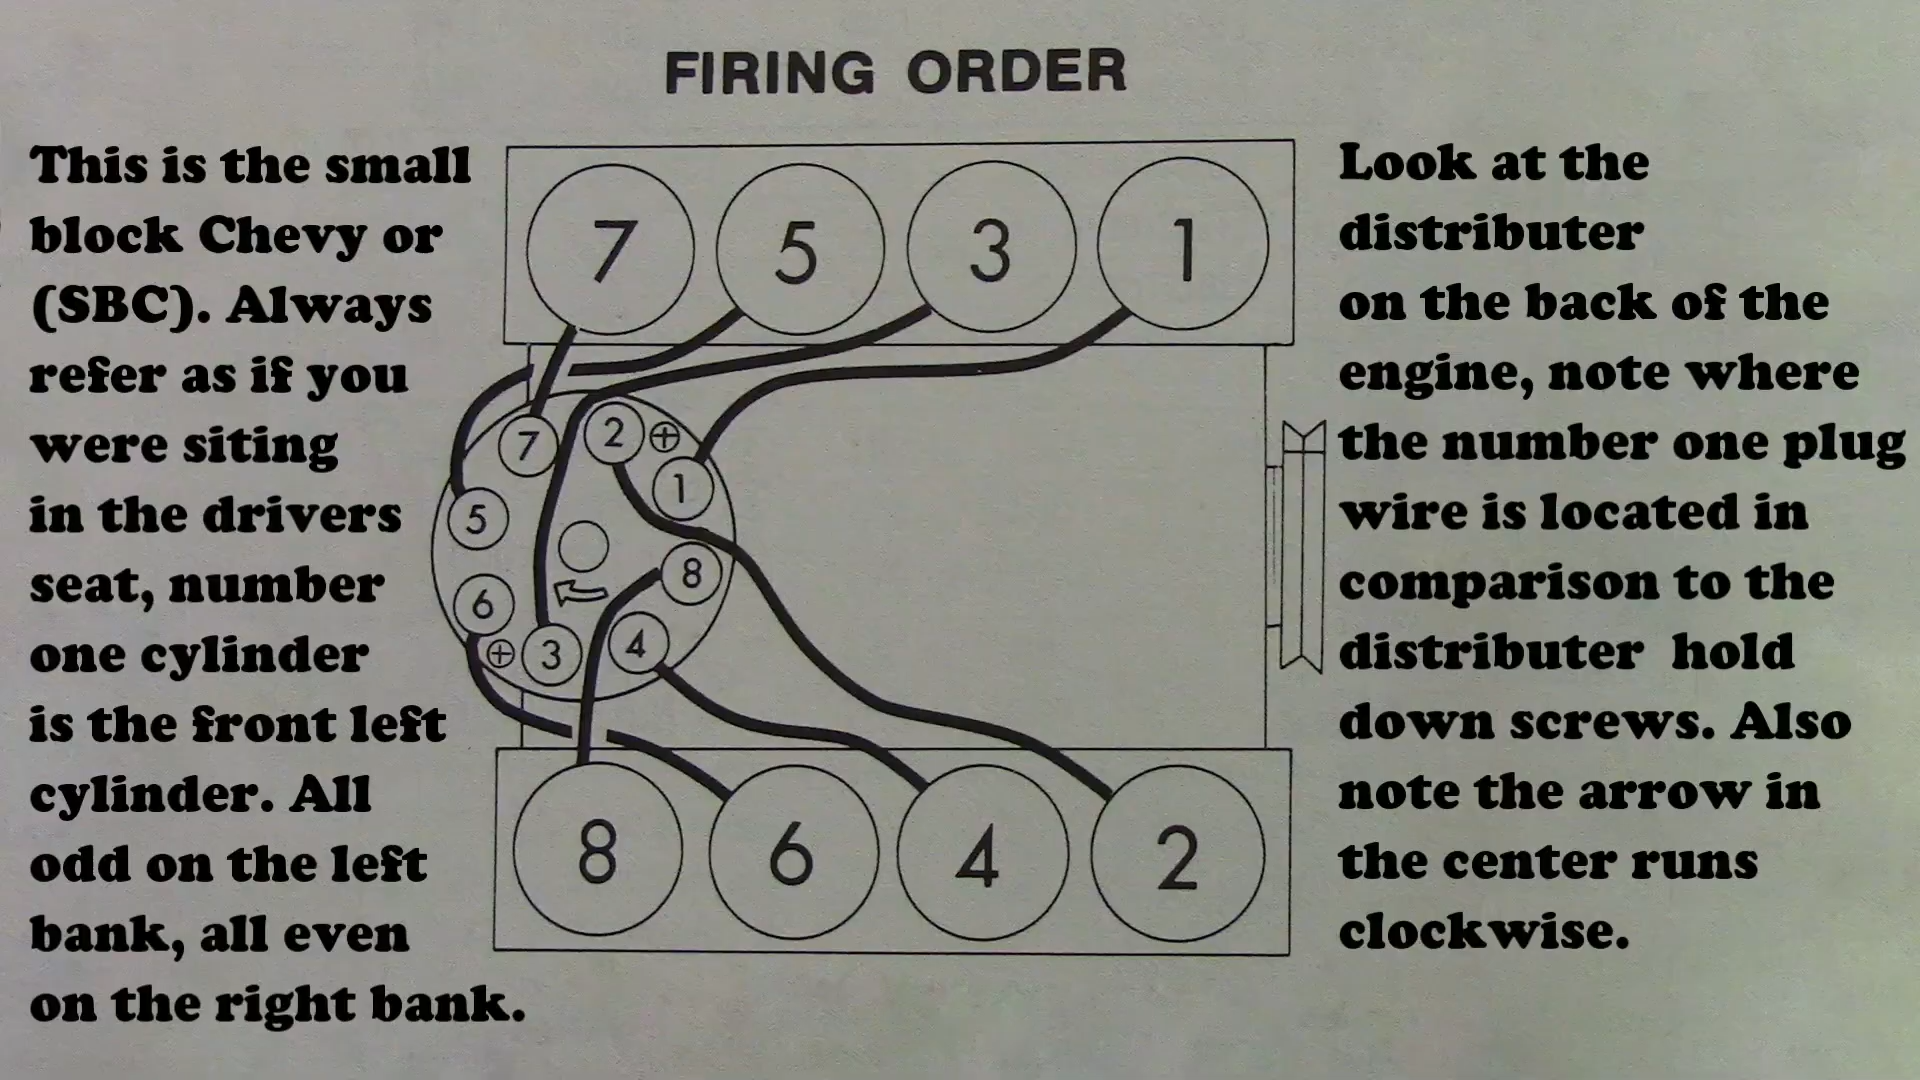 FIRING ORDER
This is the small
block Chevy or
(SBC). Always
refer as if you
were siting
in the drivers
seat, number
one cylinder
is the front left
cylinder. All
odd on the left
bank, all even
on the right bank.
7 5 3 1
7
2
1
5
8
6
3
4
8 6 4 2
Look at the
distributer
on the back of the
engine, note where
the number one plug
wire is located in
comparison to the
distributer hold
down screws. Also
note the arrow in
the center runs
clockwise.